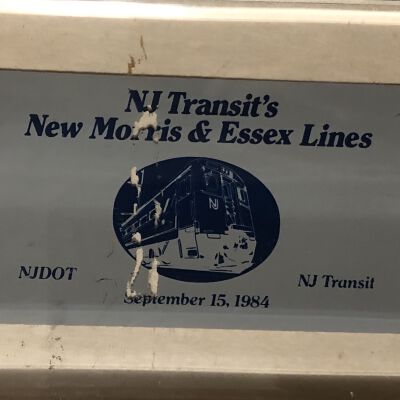 NJ Transit's
New Morris & Essex Lines
NJDOT
NJ Transit
September 15, 1984